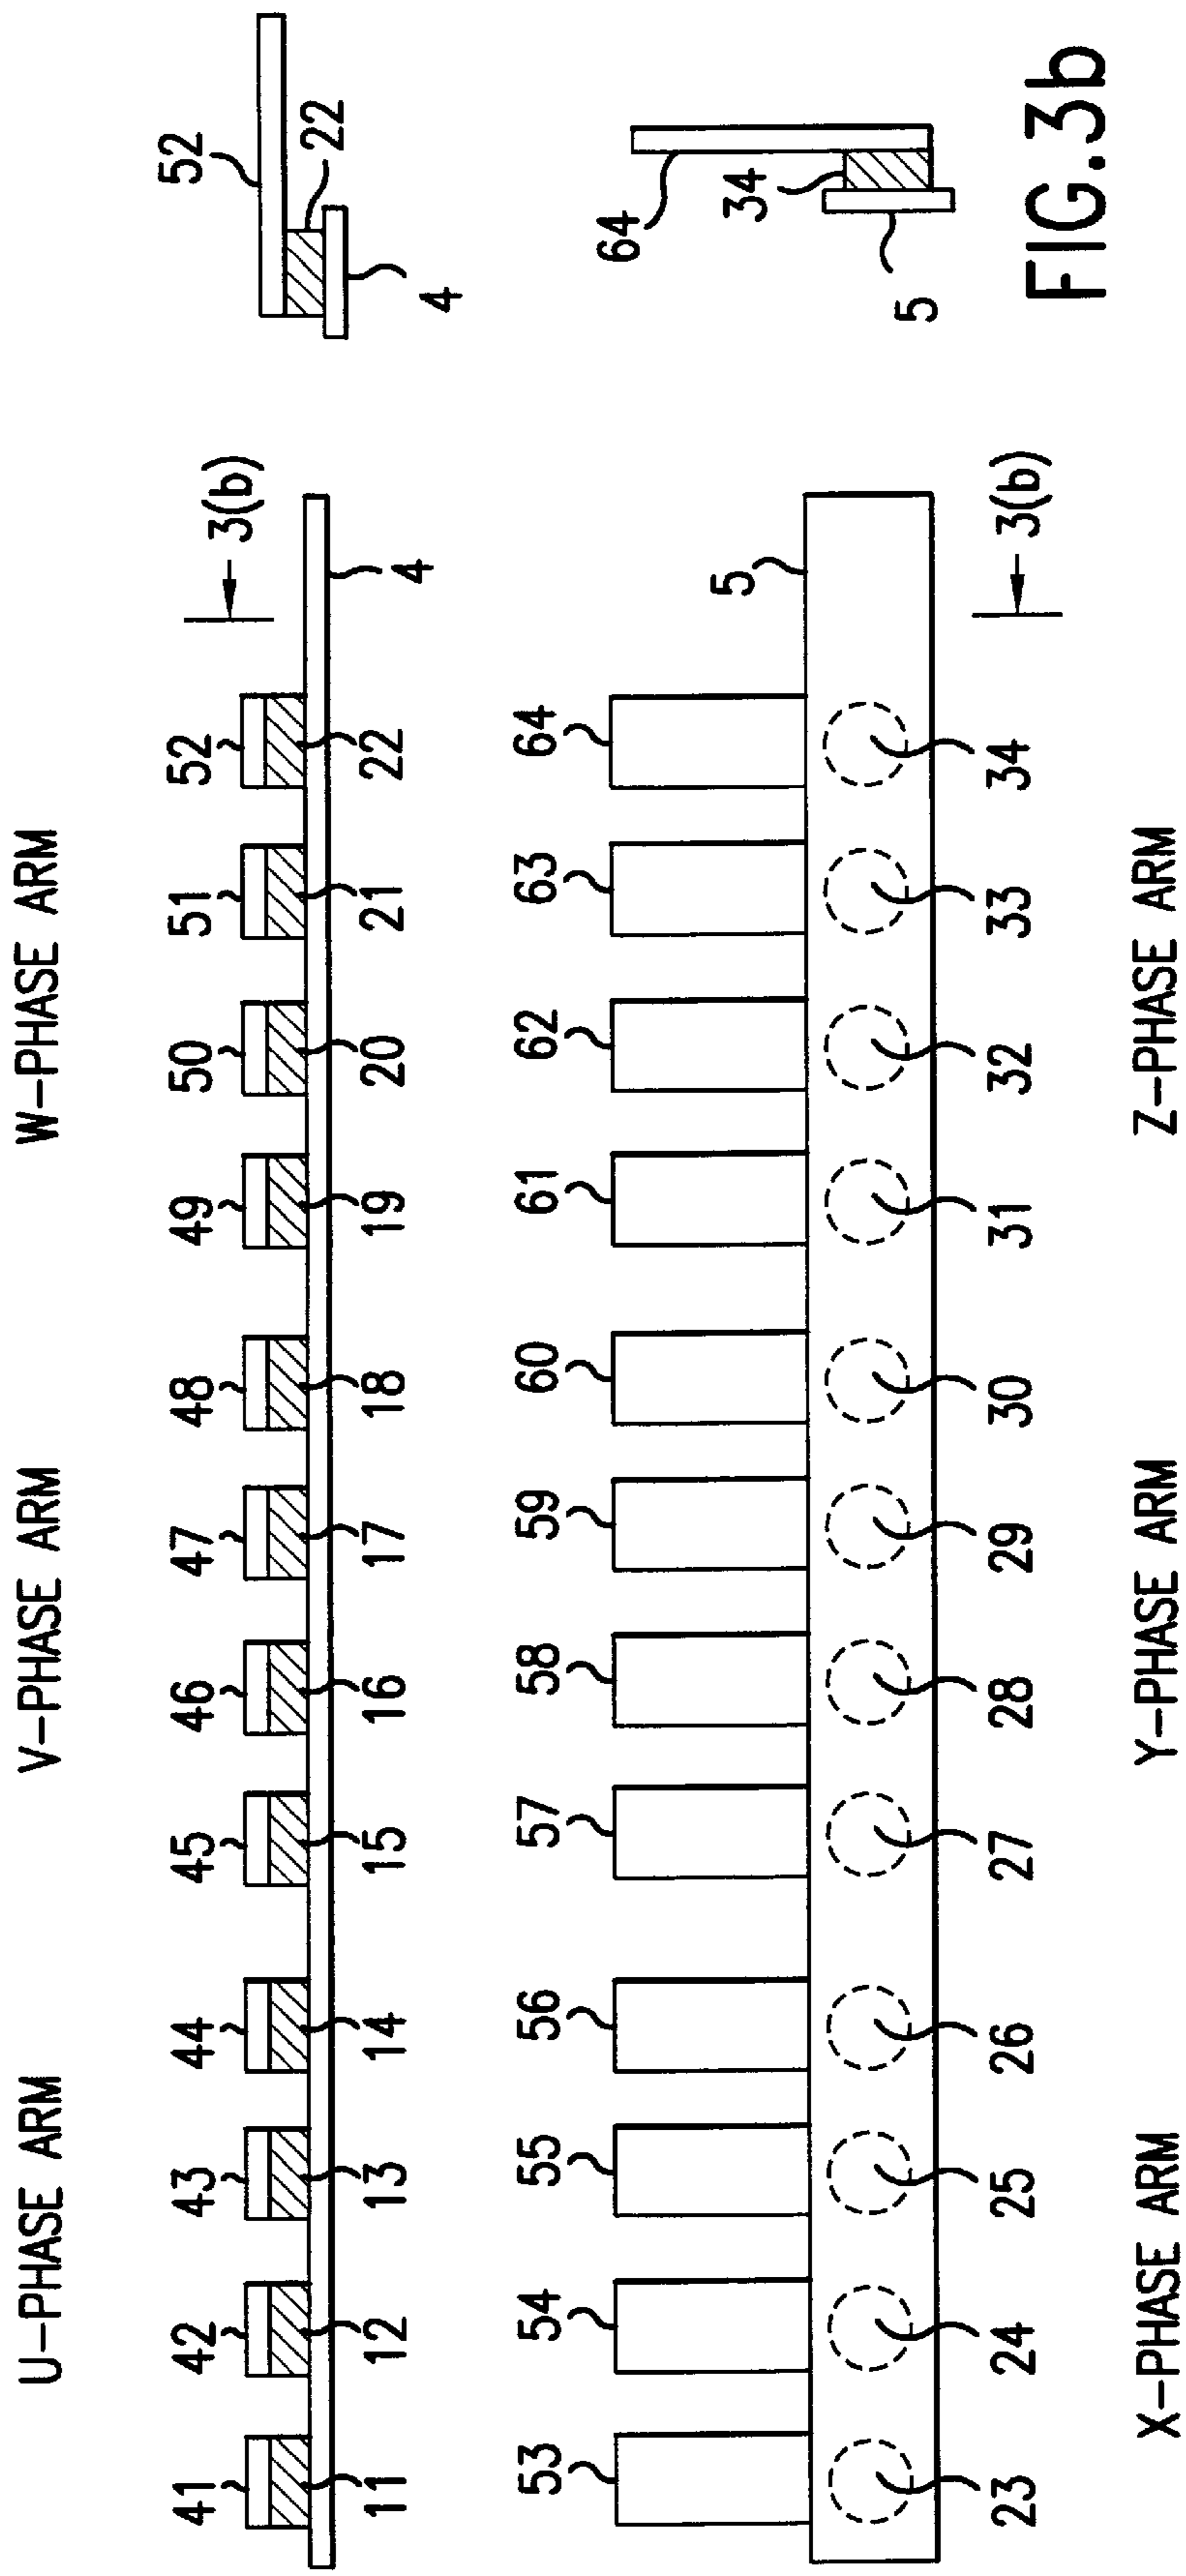 U-PHASE ARM V-PHASE ARM W-PHASE ARM
41 42 43 44 45 46 47 48 49 50 51 52
3(b)
11 12 13 14 15 16 17 18 19 20 21 22
4
52
22
4
53 54 55 56 57 58 59 60 61 62 63 64
5
23 24 25 26 27 28 29 30 31 32 33 34
3(b)
64
34
5
X-PHASE ARM Y-PHASE ARM Z-PHASE ARM
FIG.3b